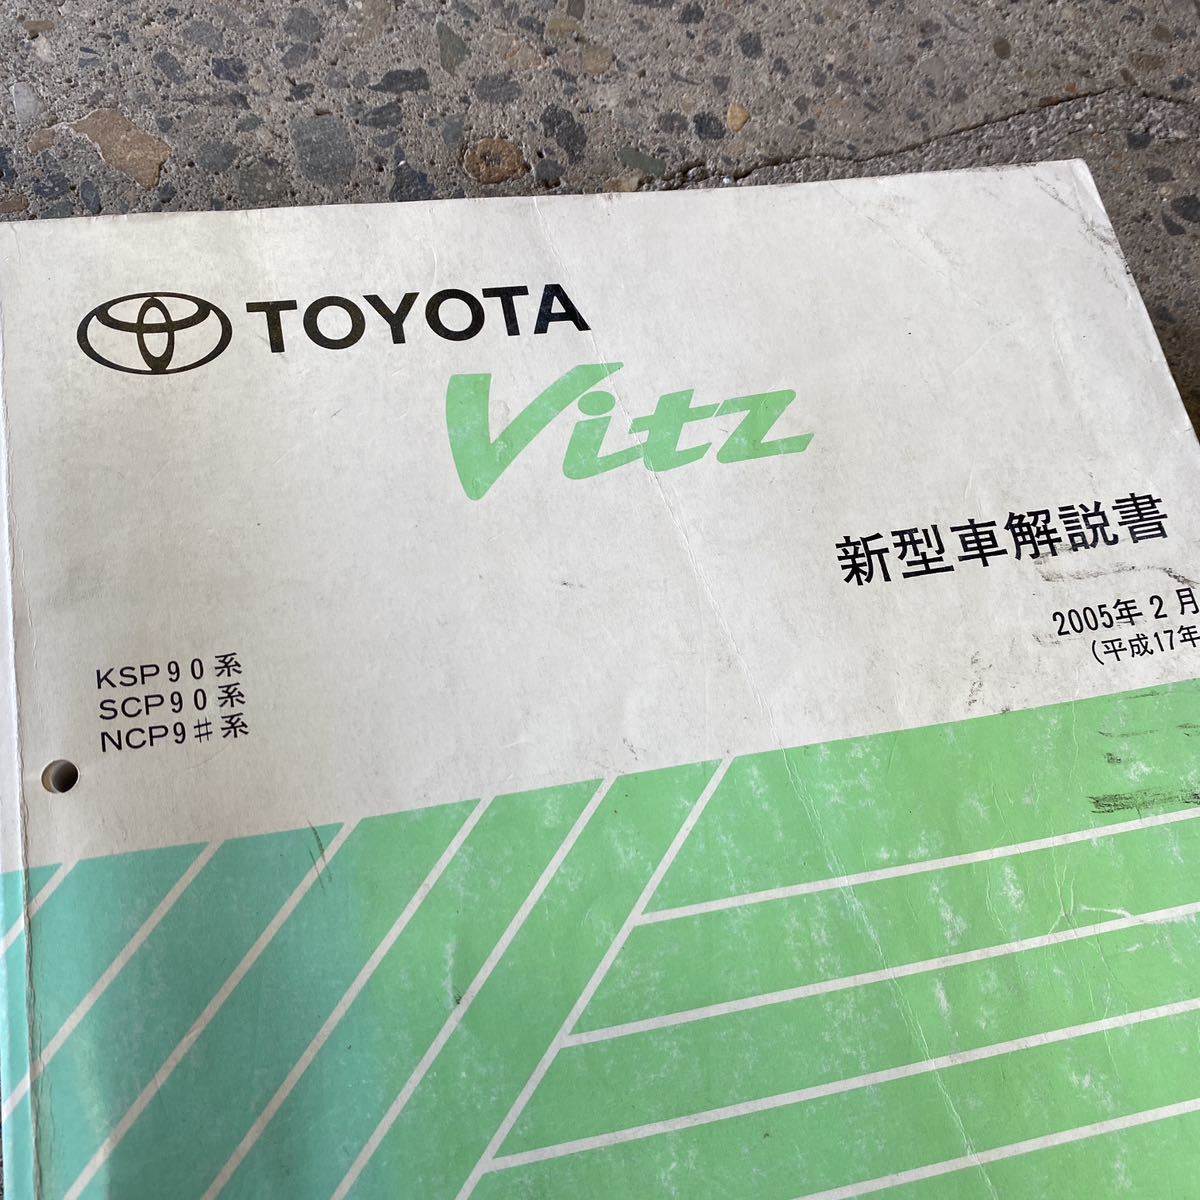 TOYOTA
Vitz
新型車解説書
2005年2月
(平成17年
KSP90系
SCP90系
NCP9#系